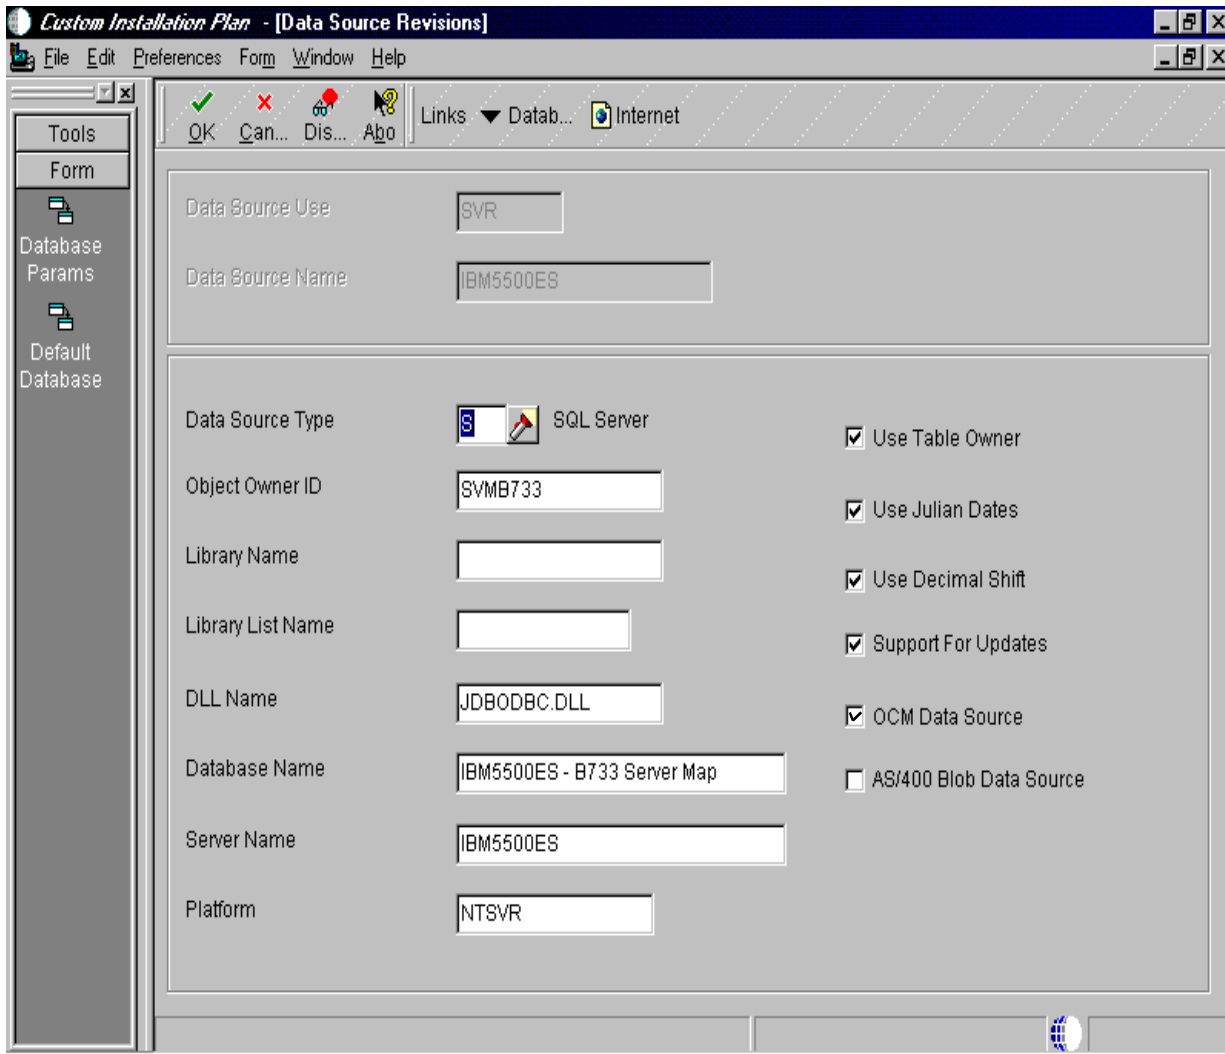 Custom Installation Plan - [Data Source Revisions]
File Edit Preferences Form Window Help
OK Can... Dis... Abo Links Datab... Internet
Tools
Form
Database
Params
Default
Database
Data Source Use SVR
Data Source Name IBM5500ES
Data Source Type S SQL Server
Object Owner ID SVMB733
Library Name
Library List Name
DLL Name JDBODBC.DLL
Database Name IBM5500ES - B733 Server Map
Server Name IBM5500ES
Platform NTSVR
Use Table Owner
Use Julian Dates
Use Decimal Shift
Support For Updates
OCM Data Source
AS/400 Blob Data Source